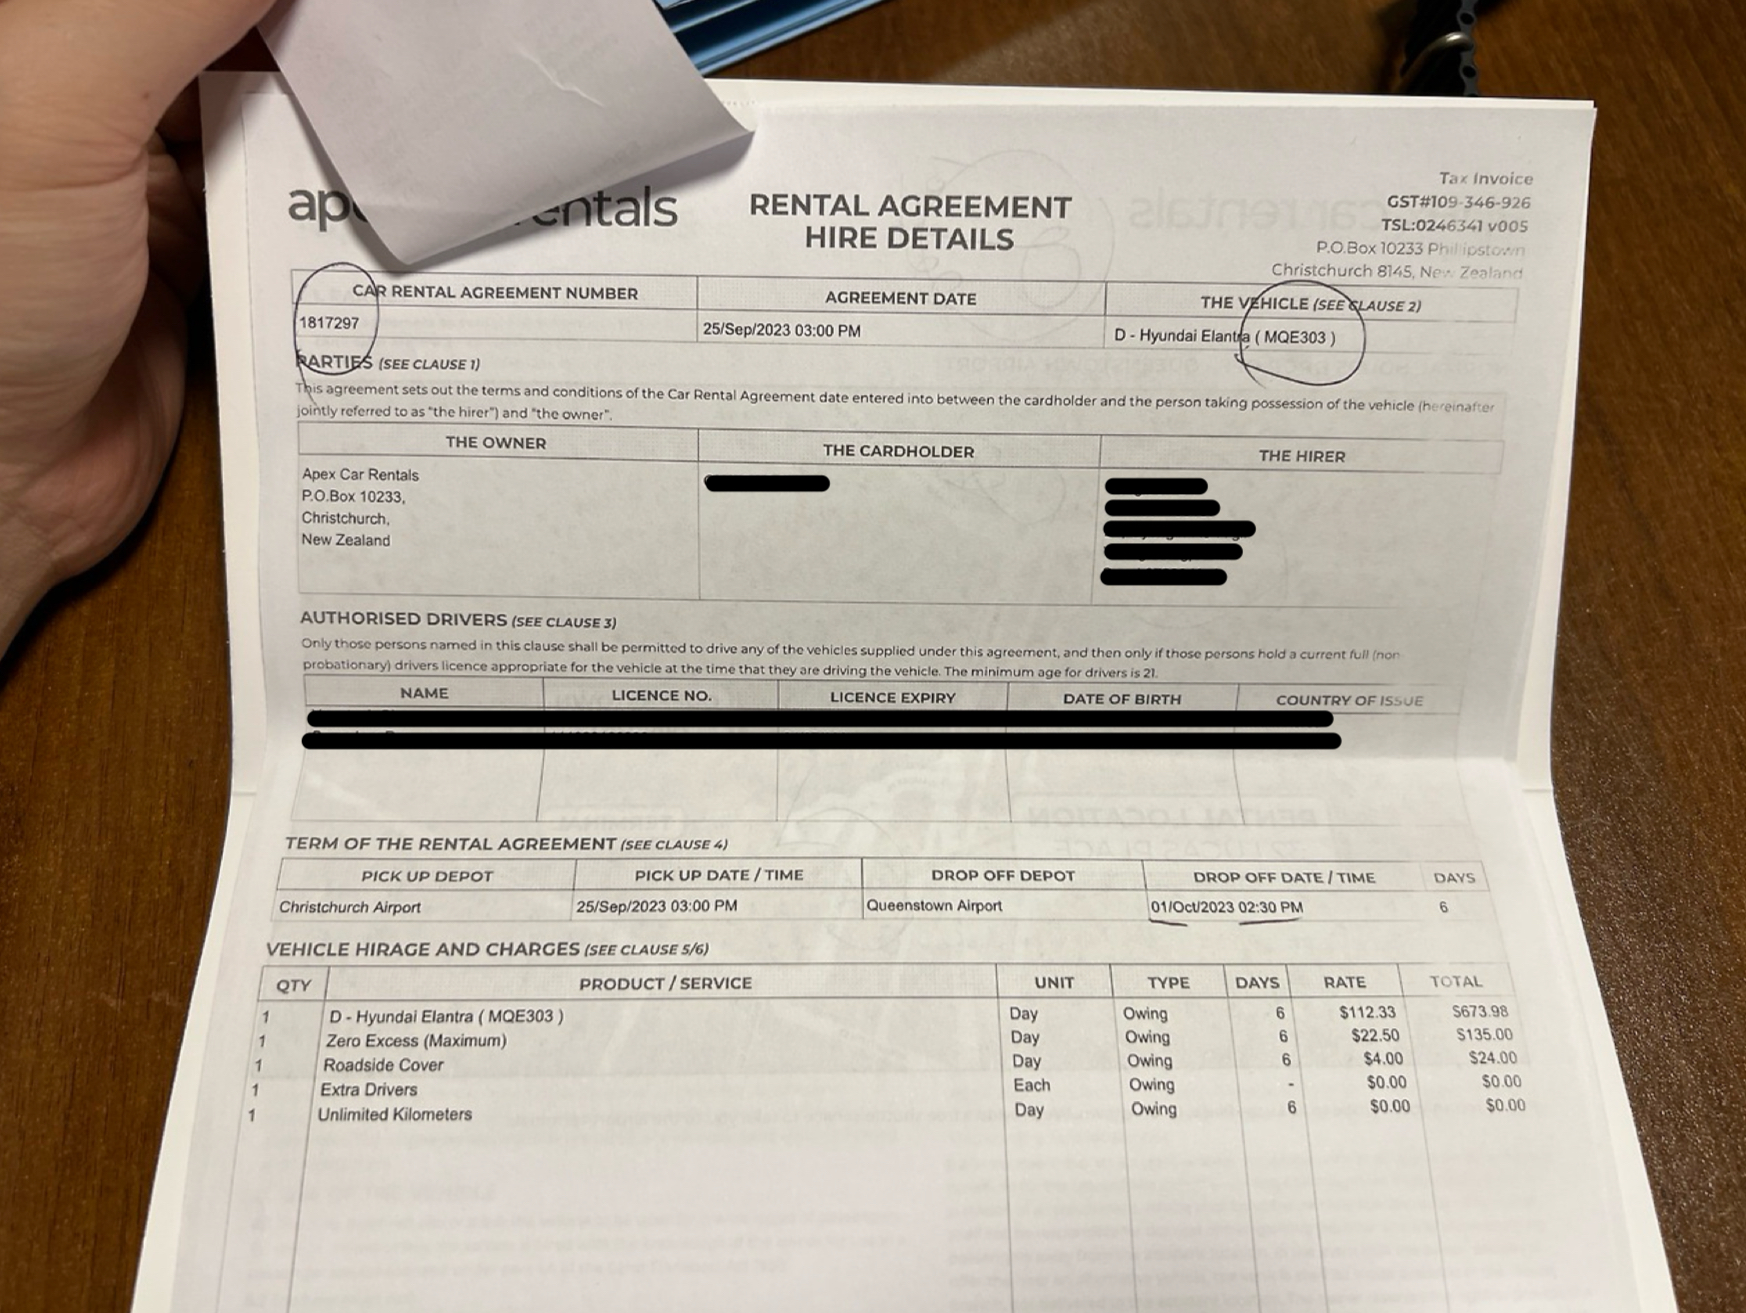 ap entals
RENTAL AGREEMENT
HIRE DETAILS
Tax Invoice
GST#109-346-926
TSL:0246341 v005
P.O.Box 10233 Phillipstown
Christchurch 8145, New Zealand
CAR RENTAL AGREEMENT NUMBER AGREEMENT DATE THE VEHICLE (SEE CLAUSE 2)
1817297 25/Sep/2023 03:00 PM D - Hyundai Elantra ( MQE303 )
PARTIES (SEE CLAUSE 1)
This agreement sets out the terms and conditions of the Car Rental Agreement date entered into between the cardholder and the person taking possession of the vehicle (hereinafter
jointly referred to as "the hirer") and "the owner".
THE OWNER THE CARDHOLDER THE HIRER
Apex Car Rentals
P.O.Box 10233,
Christchurch,
New Zealand
AUTHORISED DRIVERS (SEE CLAUSE 3)
Only those persons named in this clause shall be permitted to drive any of the vehicles supplied under this agreement, and then only if those persons hold a current full (non
probationary) drivers licence appropriate for the vehicle at the time that they are driving the vehicle. The minimum age for drivers is 21.
NAME LICENCE NO. LICENCE EXPIRY DATE OF BIRTH COUNTRY OF ISSUE
TERM OF THE RENTAL AGREEMENT (SEE CLAUSE 4)
PICK UP DEPOT PICK UP DATE / TIME DROP OFF DEPOT DROP OFF DATE / TIME DAYS
Christchurch Airport 25/Sep/2023 03:00 PM Queenstown Airport 01/Oct/2023 02:30 PM 6
VEHICLE HIRAGE AND CHARGES (SEE CLAUSE 5/6)
QTY PRODUCT / SERVICE UNIT TYPE DAYS RATE TOTAL
1 D - Hyundai Elantra ( MQE303 ) Day Owing 6 $112.33 $673.98
1 Zero Excess (Maximum) Day Owing 6 $22.50 $135.00
1 Roadside Cover Day Owing 6 $4.00 $24.00
1 Extra Drivers Each Owing - $0.00 $0.00
1 Unlimited Kilometers Day Owing 6 $0.00 $0.00